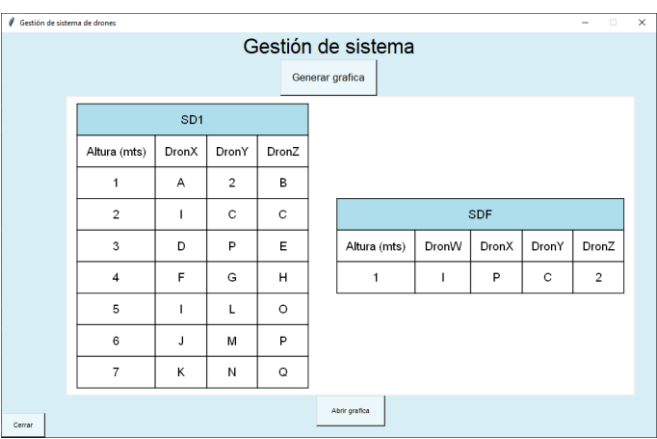 Gestión de sistema de drones
Gestión de sistema
Generar grafica
SD1
Altura (mts) DronX DronY DronZ
1 A 2 B
2 I C C
3 D P E
4 F G H
5 I L O
6 J M P
7 K N Q
SDF
Altura (mts) DronW DronX DronY DronZ
1 I P C 2
Abrir grafica
Cerrar